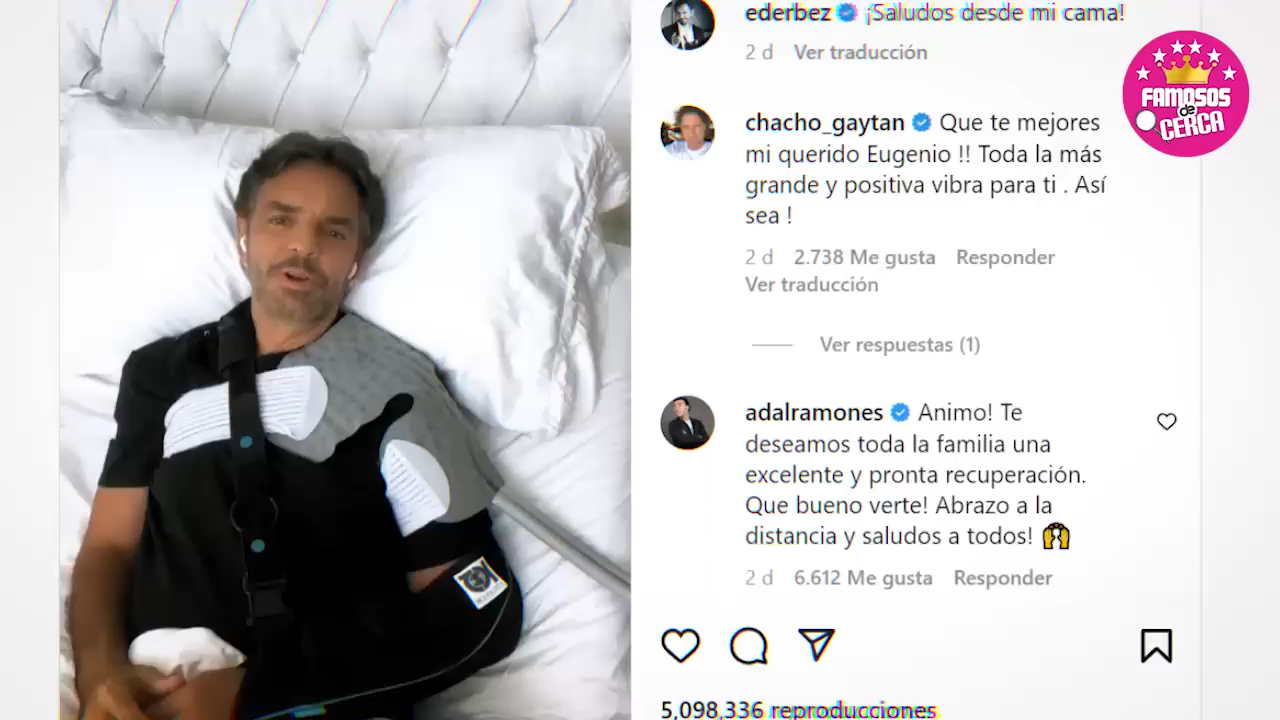 ederbez ¡Saludos desde mi cama!
2 d Ver traducción
FAMOSOS
de
CERCA
chacho_gaytan Que te mejores
mi querido Eugenio !! Toda la más
grande y positiva vibra para ti . Así
sea !
2 d 2.738 Me gusta Responder
Ver traducción
Ver respuestas (1)
adalramones Animo! Te
deseamos toda la familia una
excelente y pronta recuperación.
Que bueno verte! Abrazo a la
distancia y saludos a todos! 🙌
2 d 6.612 Me gusta Responder
5,098,336 reproducciones